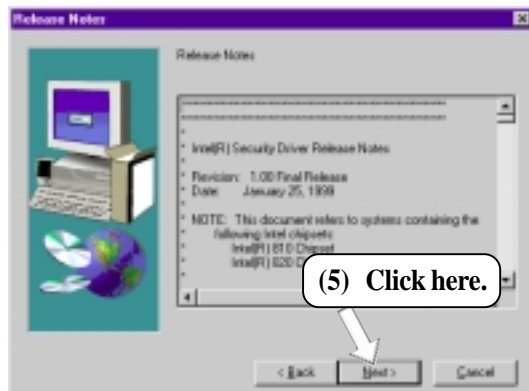 Release Notes
Release Notes
***
***
*
* Intel(R) Security Driver Release Notes
*
* Revision: 1.00 Final Release
* Date: January 25, 1999
*
* NOTE: This document refers to systems containing the
* following Intel chipsets:
* Intel(R) 810 Chipset
* Intel(R) 820
*
(5) Click here.
< Back Next > Cancel